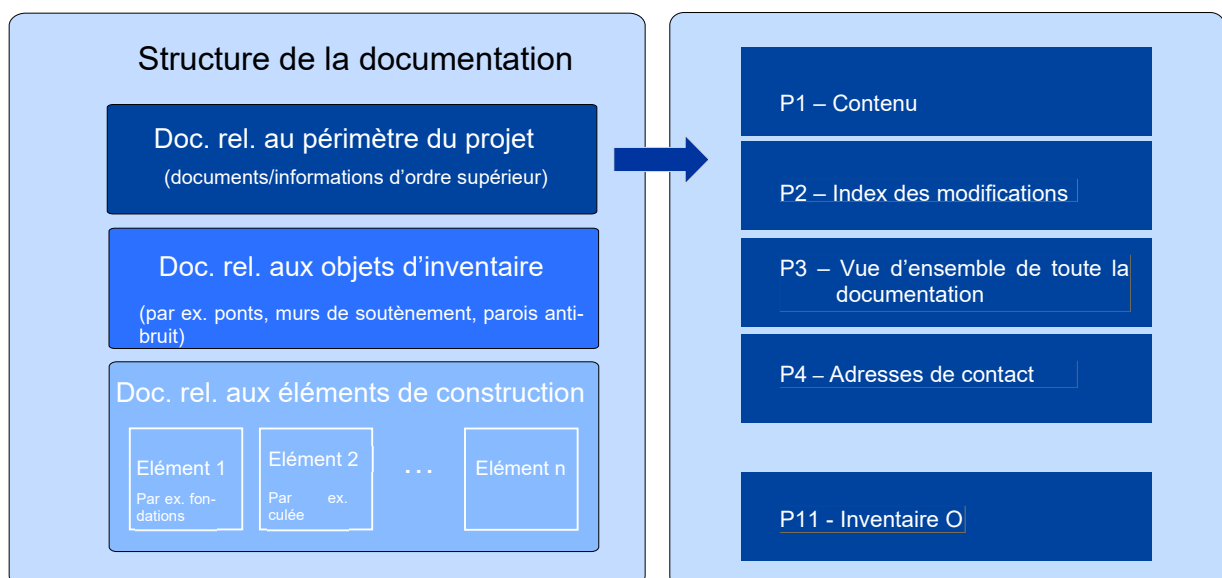 Structure de la documentation
Doc. rel. au périmètre du projet
(documents/informations d'ordre supérieur)
Doc. rel. aux objets d'inventaire
(par ex. ponts, murs de soutènement, parois anti-
bruit)
Doc. rel. aux éléments de construction
Elément 1
Par ex. fon-
dations
Elément 2
Par ex.
culée
...
Elément n
P1 – Contenu
P2 – Index des modifications
P3 – Vue d'ensemble de toute la
documentation
P4 – Adresses de contact
P11 - Inventaire O